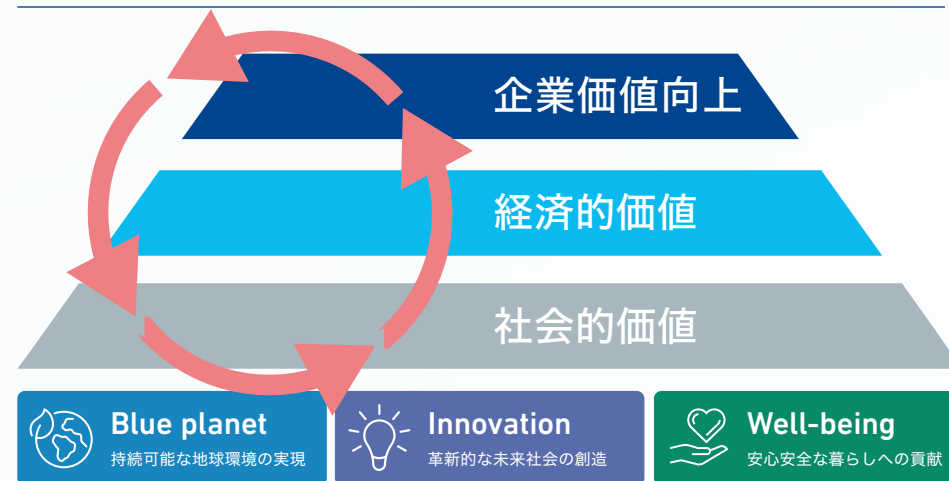 企業価値向上
経済的価値
社会的価値
Blue planet
持続可能な地球環境の実現
Innovation
革新的な未来社会の創造
Well-being
安心安全な暮らしへの貢献